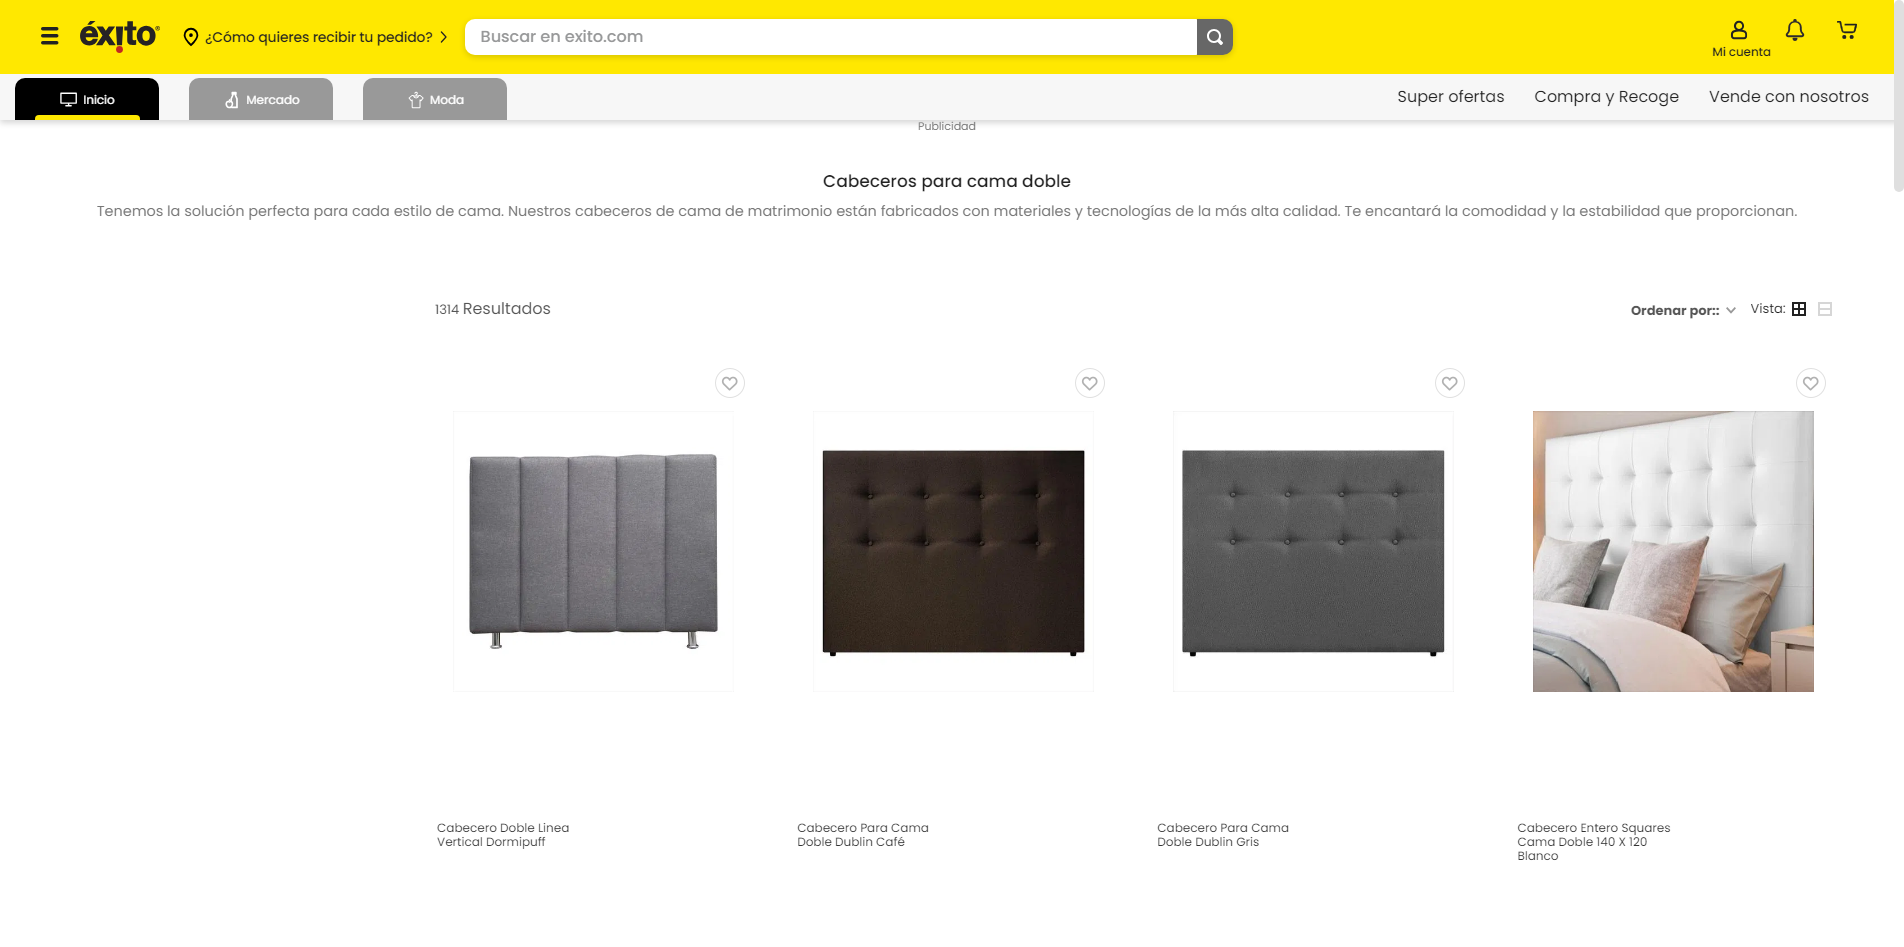 éxito
¿Cómo quieres recibir tu pedido?
Buscar en exito.com
Mi cuenta
Inicio
Mercado
Moda
Super ofertas
Compra y Recoge
Vende con nosotros
Publicidad
Cabeceros para cama doble
Tenemos la solución perfecta para cada estilo de cama. Nuestros cabeceros de cama de matrimonio están fabricados con materiales y tecnologías de la más alta calidad. Te encantará la comodidad y la estabilidad que proporcionan.
1314 Resultados
Ordenar por::
Vista:
Cabecero Doble Linea
Vertical Dormipuff
Cabecero Para Cama
Doble Dublin Café
Cabecero Para Cama
Doble Dublin Gris
Cabecero Entero Squares
Cama Doble 140 X 120
Blanco